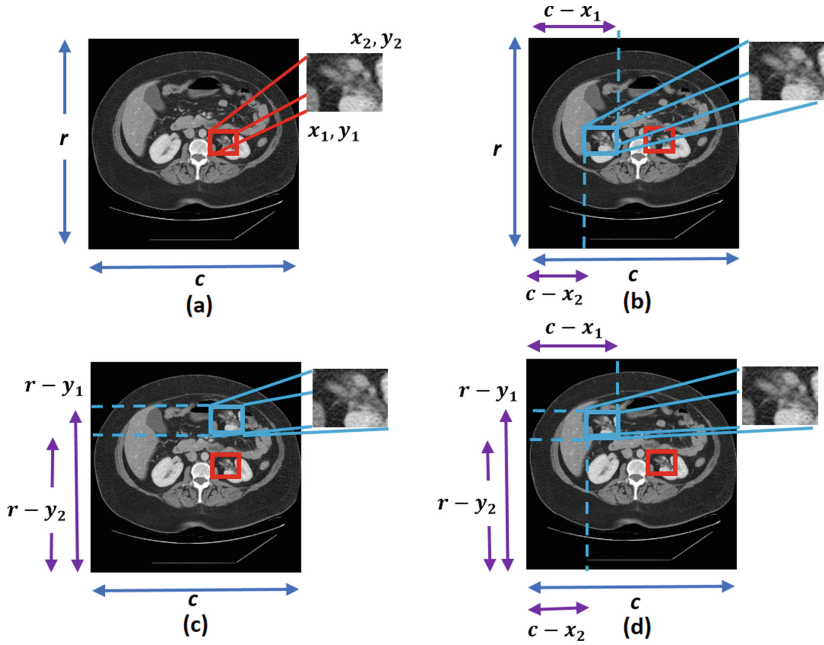 x₂, y₂
r
x₁, y₁
c
(a)
c − x₁
r
c
c − x₂
(b)
r − y₁
r − y₂
c
(c)
c − x₁
r − y₁
r − y₂
c
c − x₂
(d)